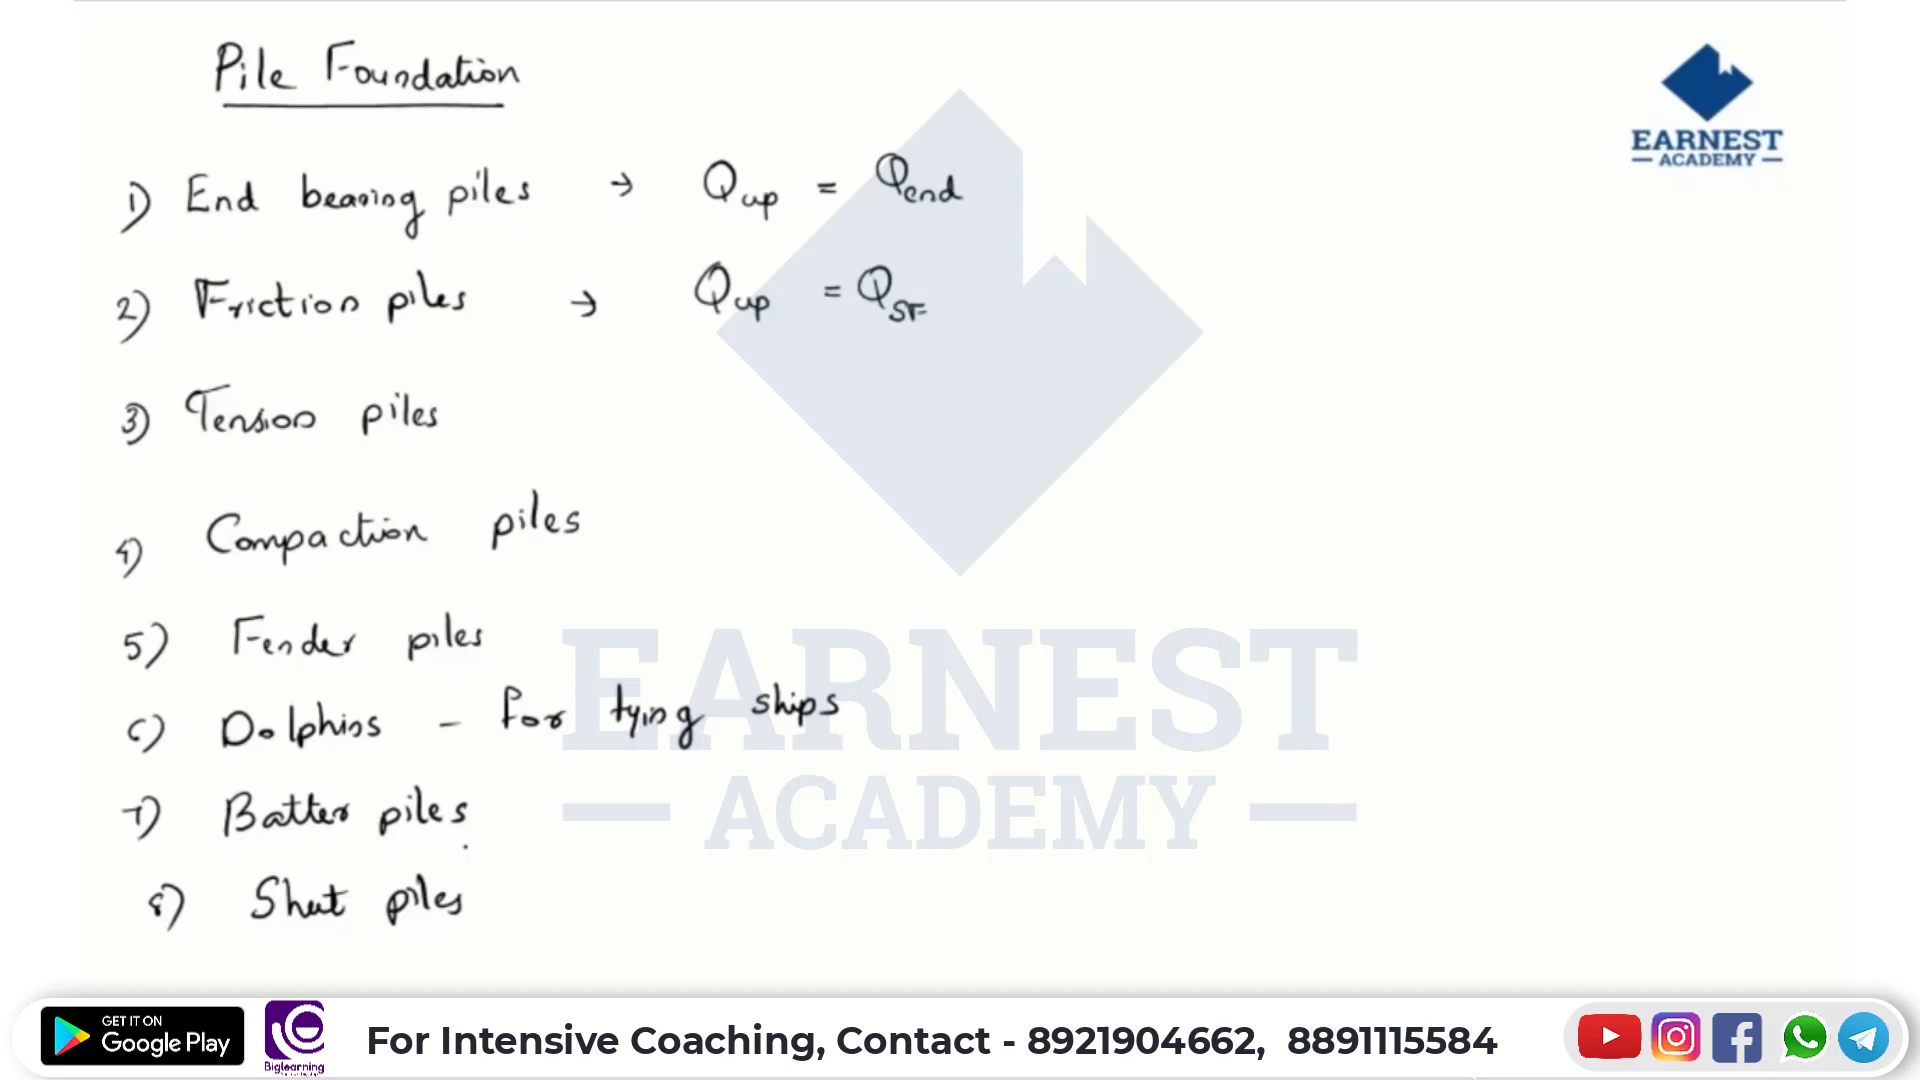 Pile Foundation
EARNEST
ACADEMY
1) End bearing piles → Qup = Qend
2) Friction piles → Qup = QSF
3) Tension piles
4) Compaction piles
5) Fender piles
6) Dolphins - for tying ships
7) Batter piles
8) Sheet piles
EARNEST
ACADEMY
GET IT ON
Google Play
Biglearning
For Intensive Coaching, Contact - 8921904662, 8891115584